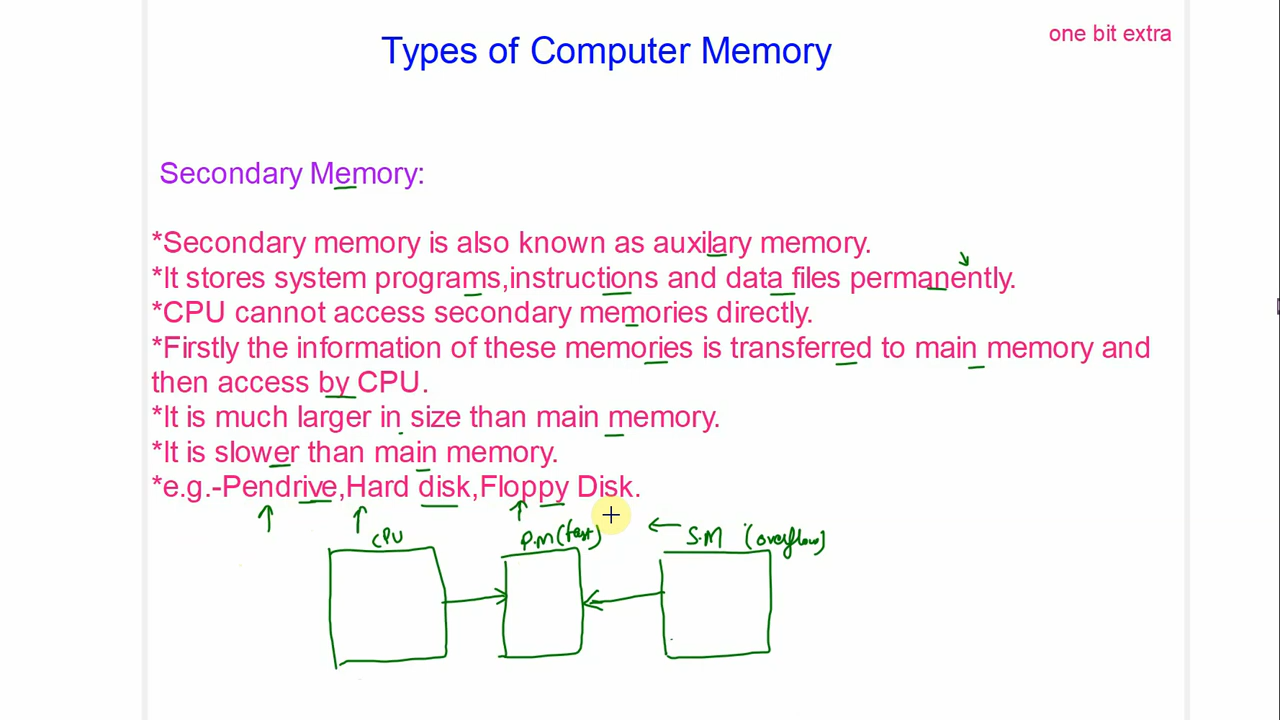 one bit extra
Types of Computer Memory
Secondary Memory:
*Secondary memory is also known as auxilary memory.
*It stores system programs,instructions and data files permanently.
*CPU cannot access secondary memories directly.
*Firstly the information of these memories is transferred to main memory and
then access by CPU.
*It is much larger in size than main memory.
*It is slower than main memory.
*e.g.-Pendrive,Hard disk,Floppy Disk.
CPU P.M(fast) S.M (overflow)